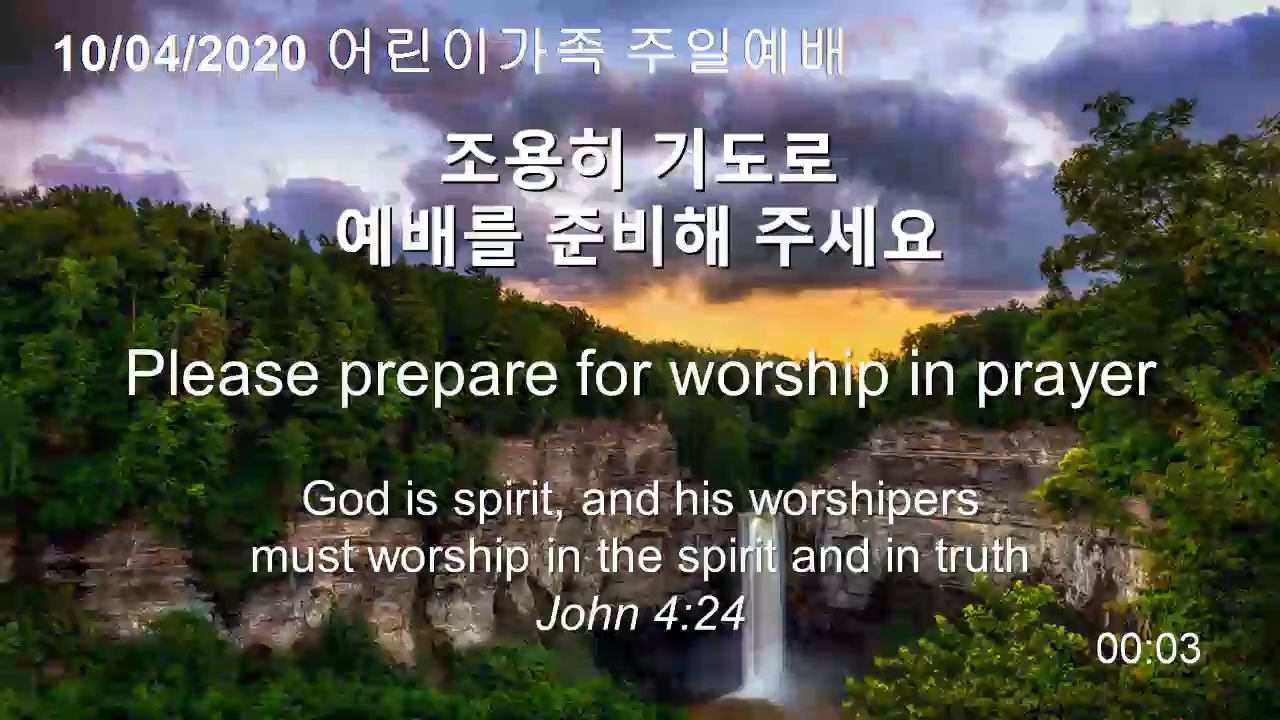 10/04/2020 어린이가족 주일예배
조용히 기도로
예배를 준비해 주세요
Please prepare for worship in prayer
God is spirit, and his worshipers
must worship in the spirit and in truth
John 4:24
00:03